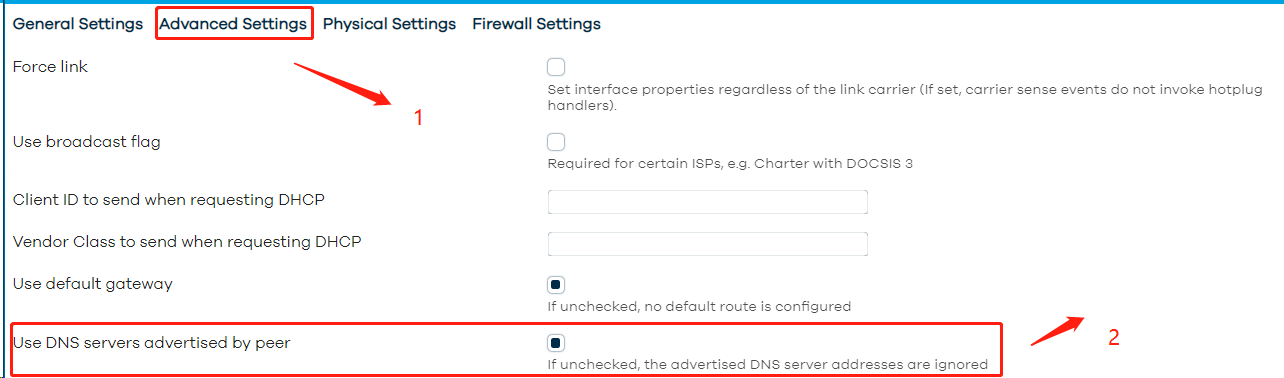 General Settings Advanced Settings Physical Settings Firewall Settings
Force link
Set interface properties regardless of the link carrier (If set, carrier sense events do not invoke hotplug
handlers).
1
Use broadcast flag
Required for certain ISPs, e.g. Charter with DOCSIS 3
Client ID to send when requesting DHCP
Vendor Class to send when requesting DHCP
Use default gateway
If unchecked, no default route is configured
Use DNS servers advertised by peer
2
If unchecked, the advertised DNS server addresses are ignored